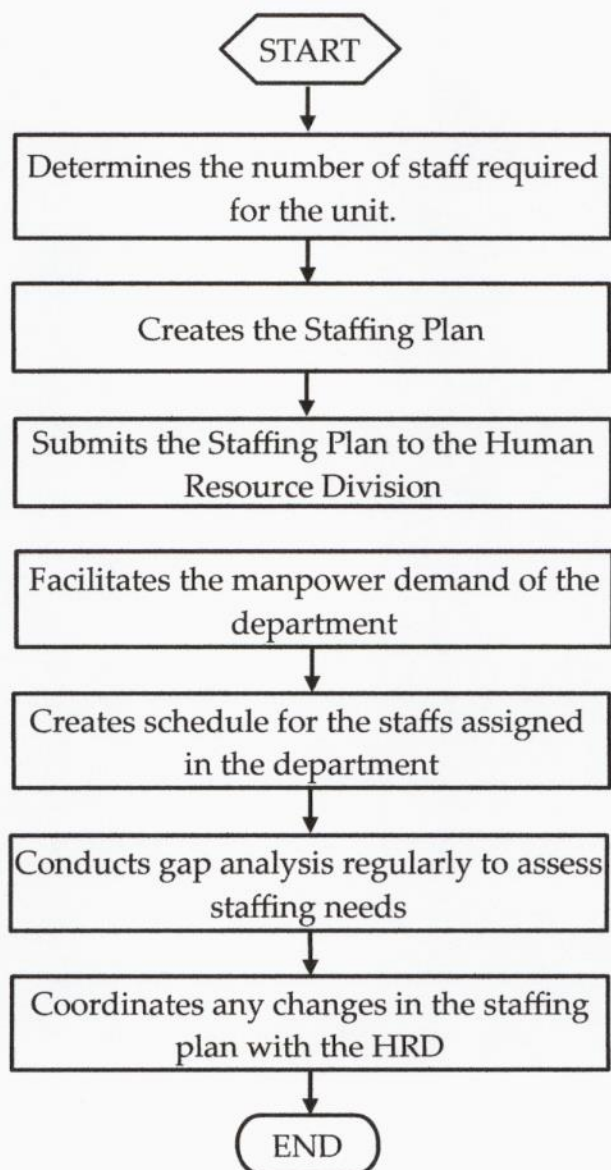 START
Determines the number of staff required
for the unit.
Creates the Staffing Plan
Submits the Staffing Plan to the Human
Resource Division
Facilitates the manpower demand of the
department
Creates schedule for the staffs assigned
in the department
Conducts gap analysis regularly to assess
staffing needs
Coordinates any changes in the staffing
plan with the HRD
END